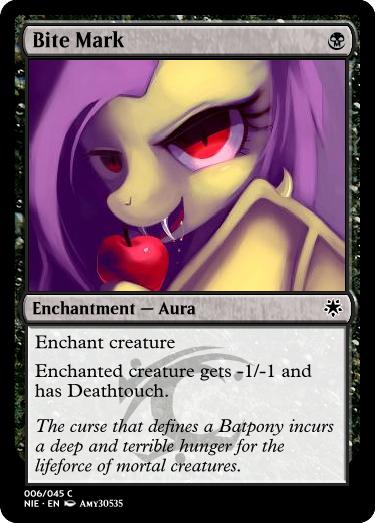 Bite Mark
Enchantment — Aura
Enchant creature
Enchanted creature gets -1/-1 and
has Deathtouch.
The curse that defines a Batpony incurs
a deep and terrible hunger for the
lifeforce of mortal creatures.
006/045 C
NIE · EN Amy30535